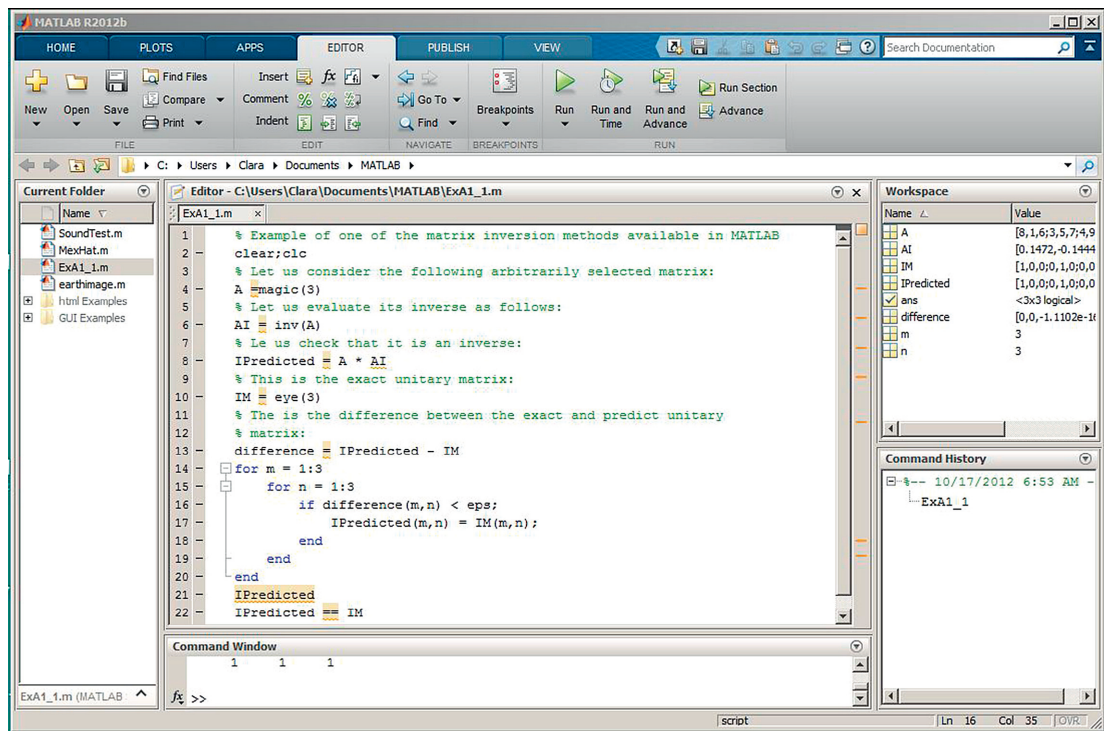 MATLAB R2012b
HOME PLOTS APPS EDITOR PUBLISH VIEW Search Documentation
Find Files Insert fx
Compare Comment Go To Run Section
New Open Save Breakpoints Run Run and Run and Advance
Print Indent Find Time Advance
FILE EDIT NAVIGATE BREAKPOINTS RUN
C: Users Clara Documents MATLAB
Current Folder
Name
SoundTest.m
MexHat.m
ExA1_1.m
earthimage.m
html Examples
GUI Examples
ExA1_1.m (MATLAB
Editor - C:\Users\Clara\Documents\MATLAB\ExA1_1.m
ExA1_1.m ×
1 % Example of one of the matrix inversion methods available in MATLAB
2 – clear;clc
3 % Let us consider the following arbitrarily selected matrix:
4 – A =magic(3)
5 % Let us evaluate its inverse as follows:
6 – AI = inv(A)
7 % Le us check that it is an inverse:
8 – IPredicted = A * AI
9 % This is the exact unitary matrix:
10 – IM = eye(3)
11 % The is the difference between the exact and predict unitary
12 % matrix:
13 – difference = IPredicted - IM
14 – for m = 1:3
15 – for n = 1:3
16 – if difference(m,n) < eps;
17 – IPredicted(m,n) = IM(m,n);
18 – end
19 – end
20 – end
21 – IPredicted
22 – IPredicted == IM
Command Window
1 1 1
fx >>
Workspace
Name Value
A [8,1,6;3,5,7;4,9
AI [0.1472,-0.1444
IM [1,0,0;0,1,0;0,0
IPredicted [1,0,0;0,1,0;0,0
ans <3x3 logical>
difference [0,0,-1.1102e-16
m 3
n 3
Command History
%-- 10/17/2012 6:53 AM -
ExA1_1
script Ln 16 Col 35 OVR